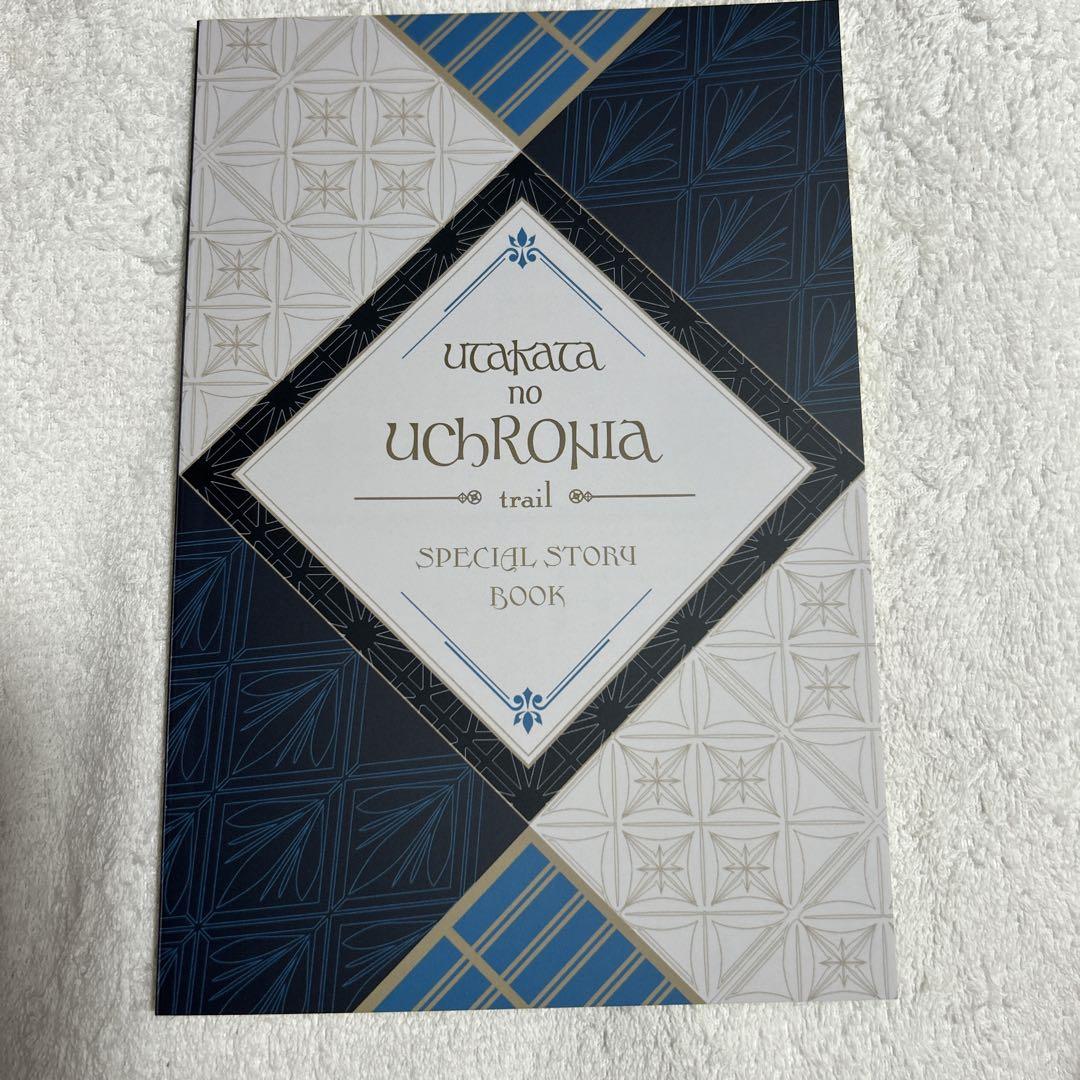 utakata
no
uchRONIA
trail
SPECIAL STORY
BOOK